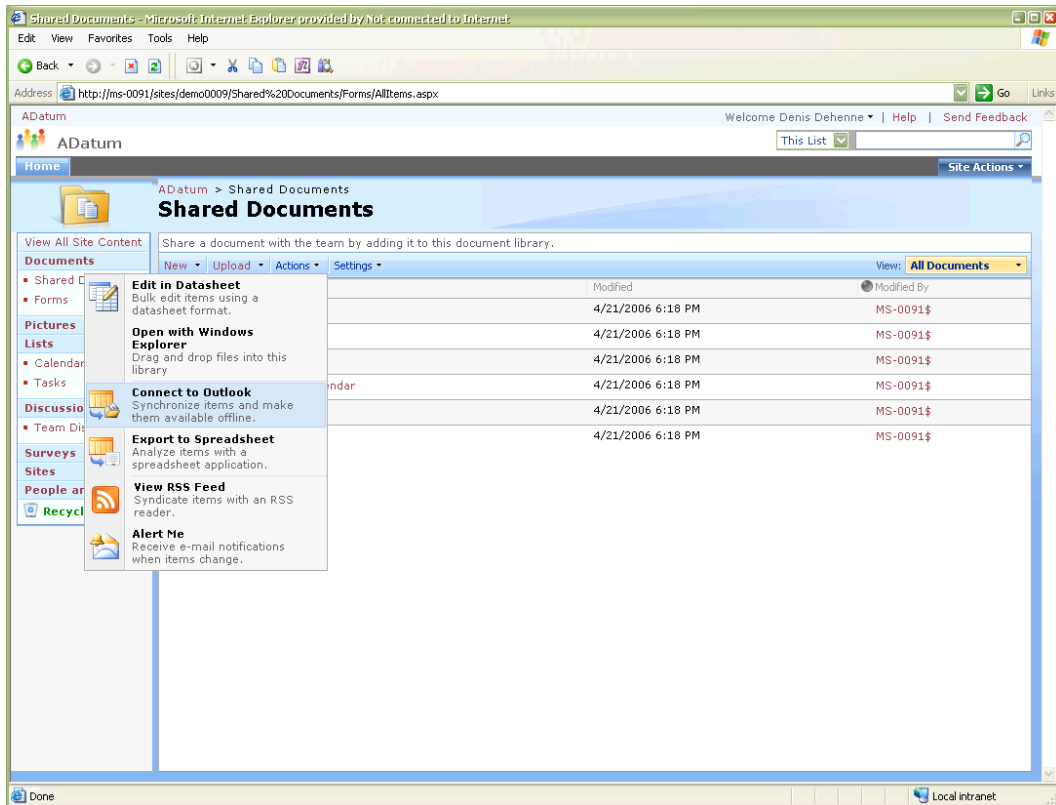 Shared Documents - Microsoft Internet Explorer provided by Not connected to Internet
Edit View Favorites Tools Help
Back
Address http://ms-0091/sites/demo0009/Shared%20Documents/Forms/AllItems.aspx Go Links
ADatum Welcome Denis Dehenne | Help | Send Feedback
ADatum This List
Home Site Actions
ADatum > Shared Documents
Shared Documents
View All Site Content
Share a document with the team by adding it to this document library.
Documents
New Upload Actions Settings View: All Documents
Shared D
Forms
Pictures
Lists
Calendar
Tasks
Discussio
Team Dis
Surveys
Sites
People an
Recycl
Edit in Datasheet
Bulk edit items using a
datasheet format.
Open with Windows
Explorer
Drag and drop files into this
library
Connect to Outlook
Synchronize items and make
them available offline.
Export to Spreadsheet
Analyze items with a
spreadsheet application.
View RSS Feed
Syndicate items with an RSS
reader.
Alert Me
Receive e-mail notifications
when items change.
Modified Modified By
4/21/2006 6:18 PM MS-0091$
4/21/2006 6:18 PM MS-0091$
4/21/2006 6:18 PM MS-0091$
endar 4/21/2006 6:18 PM MS-0091$
4/21/2006 6:18 PM MS-0091$
4/21/2006 6:18 PM MS-0091$
Done Local intranet